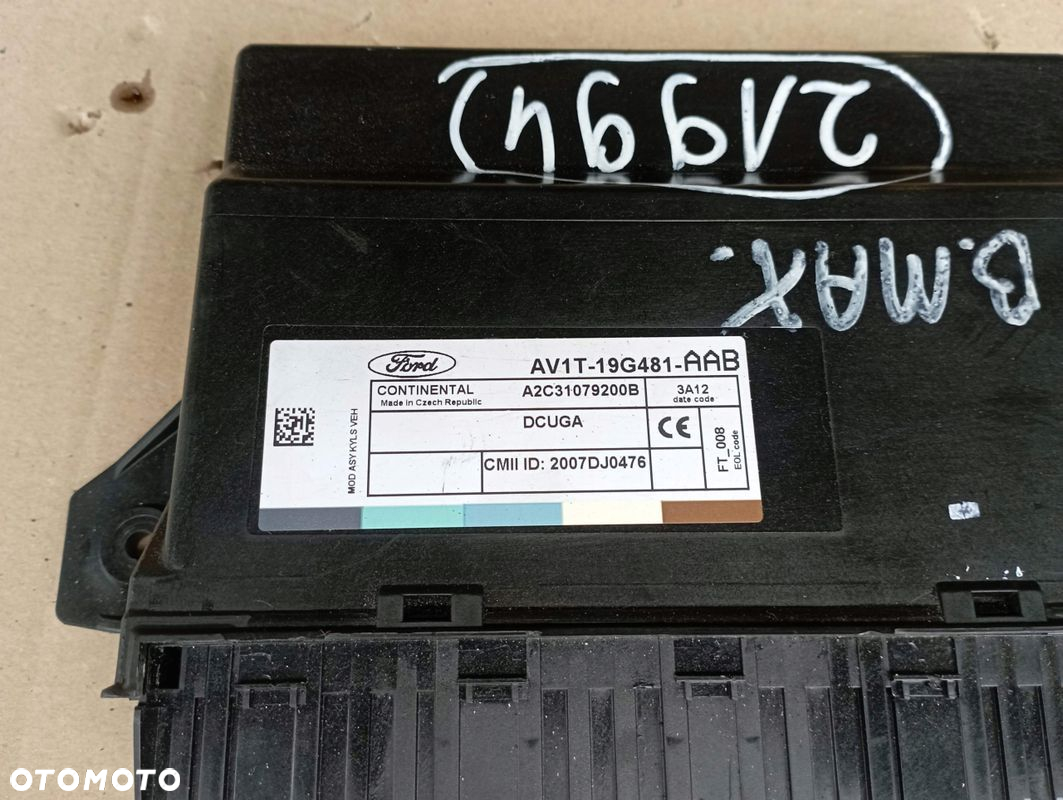 (21994)
B.MAX.
Ford
AV1T-19G481-AAB
CONTINENTAL A2C31079200B 3A12
Made in Czech Republic date code
DCUGA
CE
MOD ASY KYLS VEH
CMII ID: 2007DJ0476
FT_008
EOL code
OTOMOTO